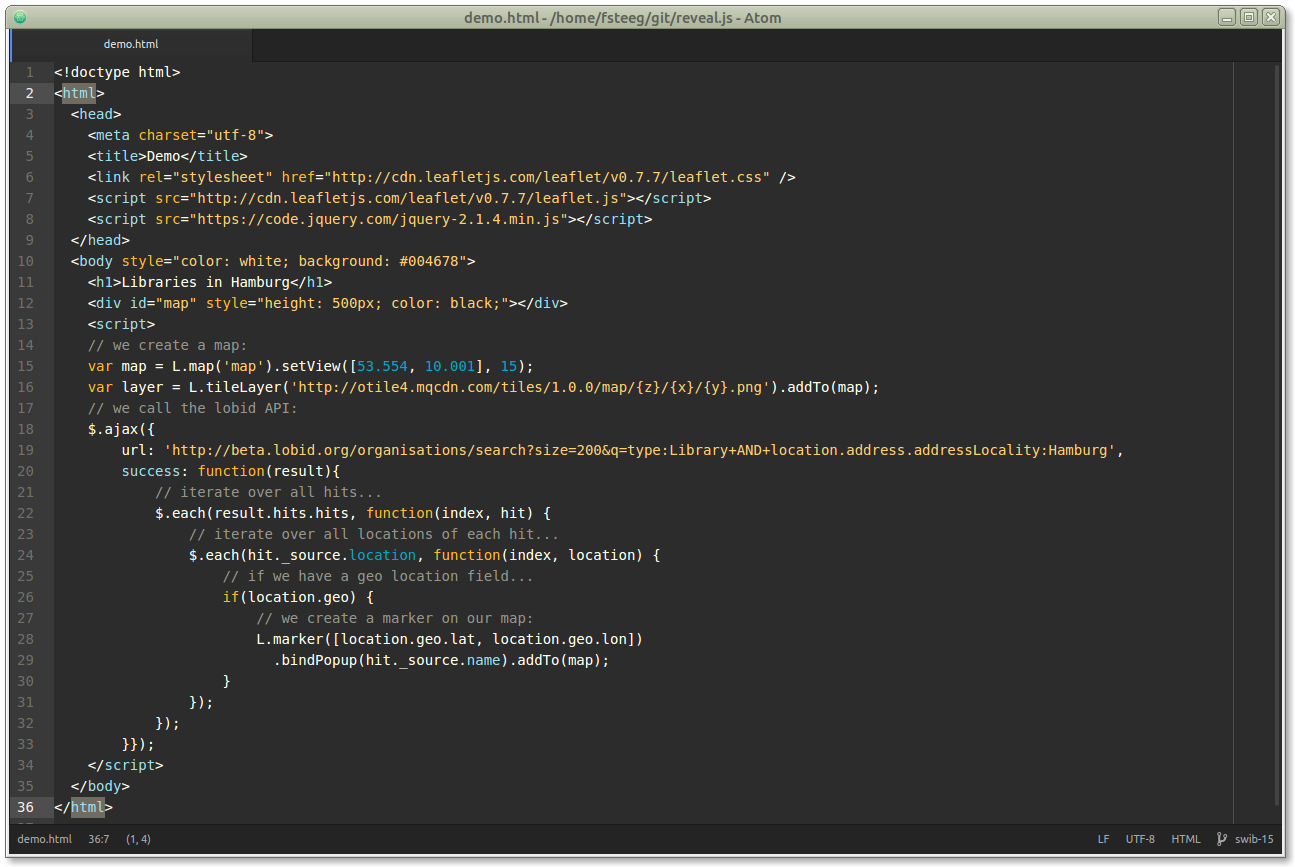 demo.html - /home/fsteeg/git/reveal.js - Atom
demo.html
1 <!doctype html>
2 <html>
3   <head>
4     <meta charset="utf-8">
5     <title>Demo</title>
6     <link rel="stylesheet" href="http://cdn.leafletjs.com/leaflet/v0.7.7/leaflet.css" />
7     <script src="http://cdn.leafletjs.com/leaflet/v0.7.7/leaflet.js"></script>
8     <script src="https://code.jquery.com/jquery-2.1.4.min.js"></script>
9   </head>
10   <body style="color: white; background: #004678">
11     <h1>Libraries in Hamburg</h1>
12     <div id="map" style="height: 500px; color: black;"></div>
13     <script>
14     // we create a map:
15     var map = L.map('map').setView([53.554, 10.001], 15);
16     var layer = L.tileLayer('http://otile4.mqcdn.com/tiles/1.0.0/map/{z}/{x}/{y}.png').addTo(map);
17     // we call the lobid API:
18     $.ajax({
19         url: 'http://beta.lobid.org/organisations/search?size=200&q=type:Library+AND+location.address.addressLocality:Hamburg',
20         success: function(result){
21             // iterate over all hits...
22             $.each(result.hits.hits, function(index, hit) {
23                 // iterate over all locations of each hit...
24                 $.each(hit._source.location, function(index, location) {
25                     // if we have a geo location field...
26                     if(location.geo) {
27                         // we create a marker on our map:
28                         L.marker([location.geo.lat, location.geo.lon])
29                           .bindPopup(hit._source.name).addTo(map);
30                     }
31                 });
32             });
33         }});
34     </script>
35   </body>
36 </html>
demo.html 36:7 (1, 4) LF UTF-8 HTML swib-15